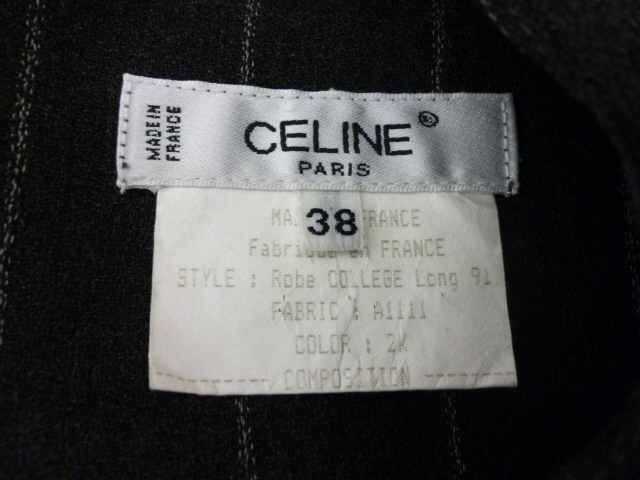 MADE IN
FRANCE
CELINE®
PARIS
38
FRANCE
Fabrique en FRANCE
STYLE : Robe COLLEGE Long 91
FABRIC : A1111
COLOR : 2K
COMPOSITION